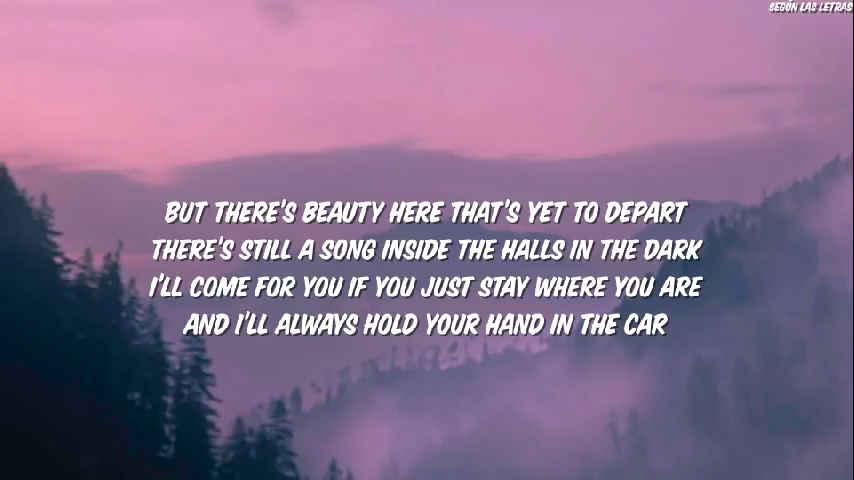 SEGÚN LAS LETRAS
BUT THERE'S BEAUTY HERE THAT'S YET TO DEPART
THERE'S STILL A SONG INSIDE THE HALLS IN THE DARK
I'LL COME FOR YOU IF YOU JUST STAY WHERE YOU ARE
AND I'LL ALWAYS HOLD YOUR HAND IN THE CAR